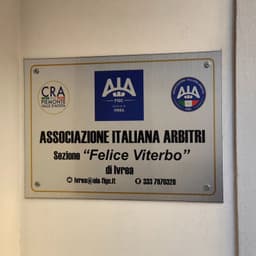 CRA
PIEMONTE
VALLE D'AOSTA
AIA
FIGC
IVREA
AIA
ASSOCIAZIONE ITALIANA ARBITRI
Sezione "Felice Viterbo"
di Ivrea
ivrea@aia-figc.it 333 7970320